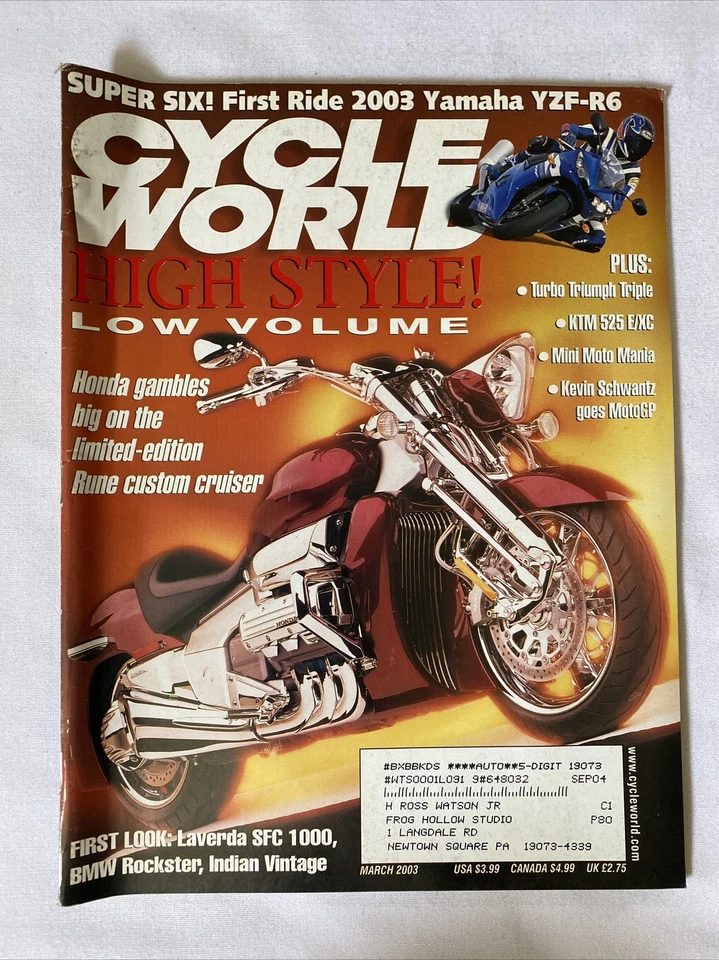 SUPER SIX! First Ride 2003 Yamaha YZF-R6
CYCLE
WORLD
HIGH STYLE!
LOW VOLUME
PLUS:
• Turbo Triumph Triple
• KTM 525 E/XC
• Mini Moto Mania
• Kevin Schwantz
goes MotoGP
Honda gambles
big on the
limited-edition
Rune custom cruiser
HONDA
www.cycleworld.com
#BXBBKDS ****AUTO**5-DIGIT 19073
#WTS0001L091 9#648032 SEP04
H ROSS WATSON JR C1
FROG HOLLOW STUDIO P80
1 LANGDALE RD
NEWTOWN SQUARE PA 19073-4339
FIRST LOOK: Laverda SFC 1000,
BMW Rockster, Indian Vintage
MARCH 2003 USA $3.99 CANADA $4.99 UK £2.75